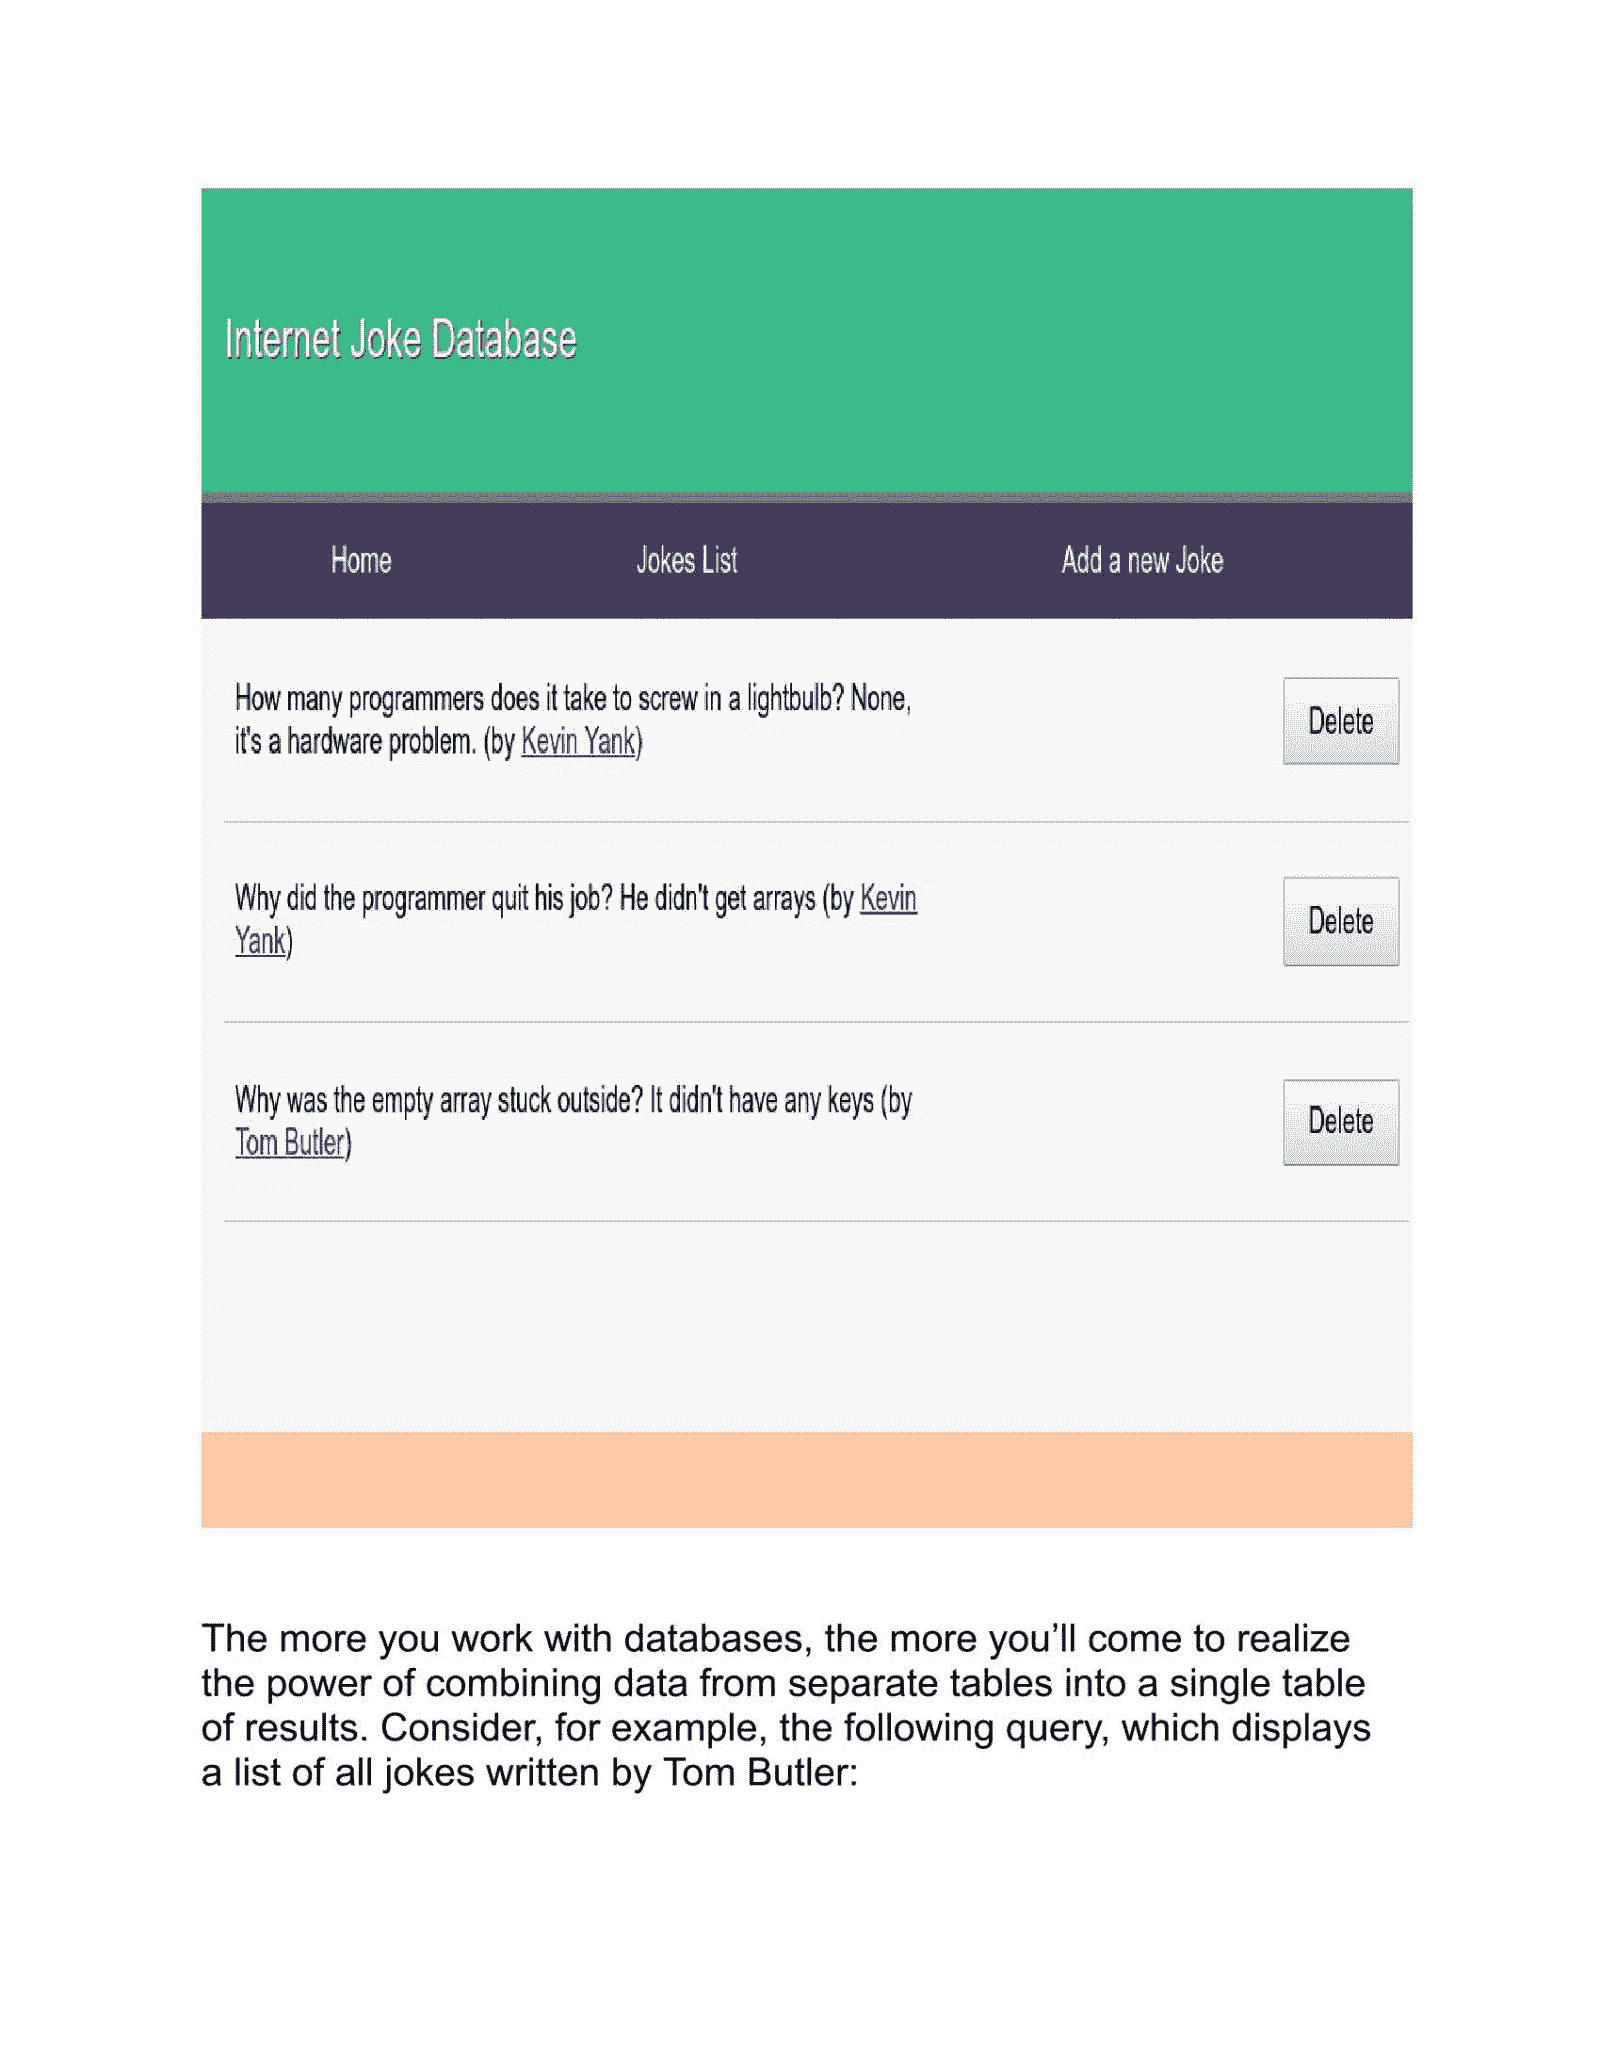 Internet Joke Database
Home Jokes List Add a new Joke
How many programmers does it take to screw in a lightbulb? None,
it's a hardware problem. (by Kevin Yank)
Delete
Why did the programmer quit his job? He didn't get arrays (by Kevin
Yank)
Delete
Why was the empty array stuck outside? It didn't have any keys (by
Tom Butler)
Delete
The more you work with databases, the more you’ll come to realize
the power of combining data from separate tables into a single table
of results. Consider, for example, the following query, which displays
a list of all jokes written by Tom Butler: